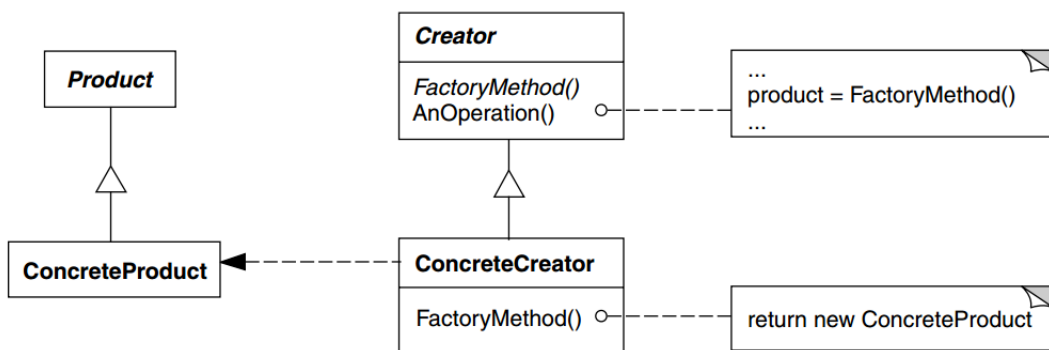 Product
ConcreteProduct
Creator
FactoryMethod()
AnOperation()
...
product = FactoryMethod()
...
ConcreteCreator
FactoryMethod()
return new ConcreteProduct